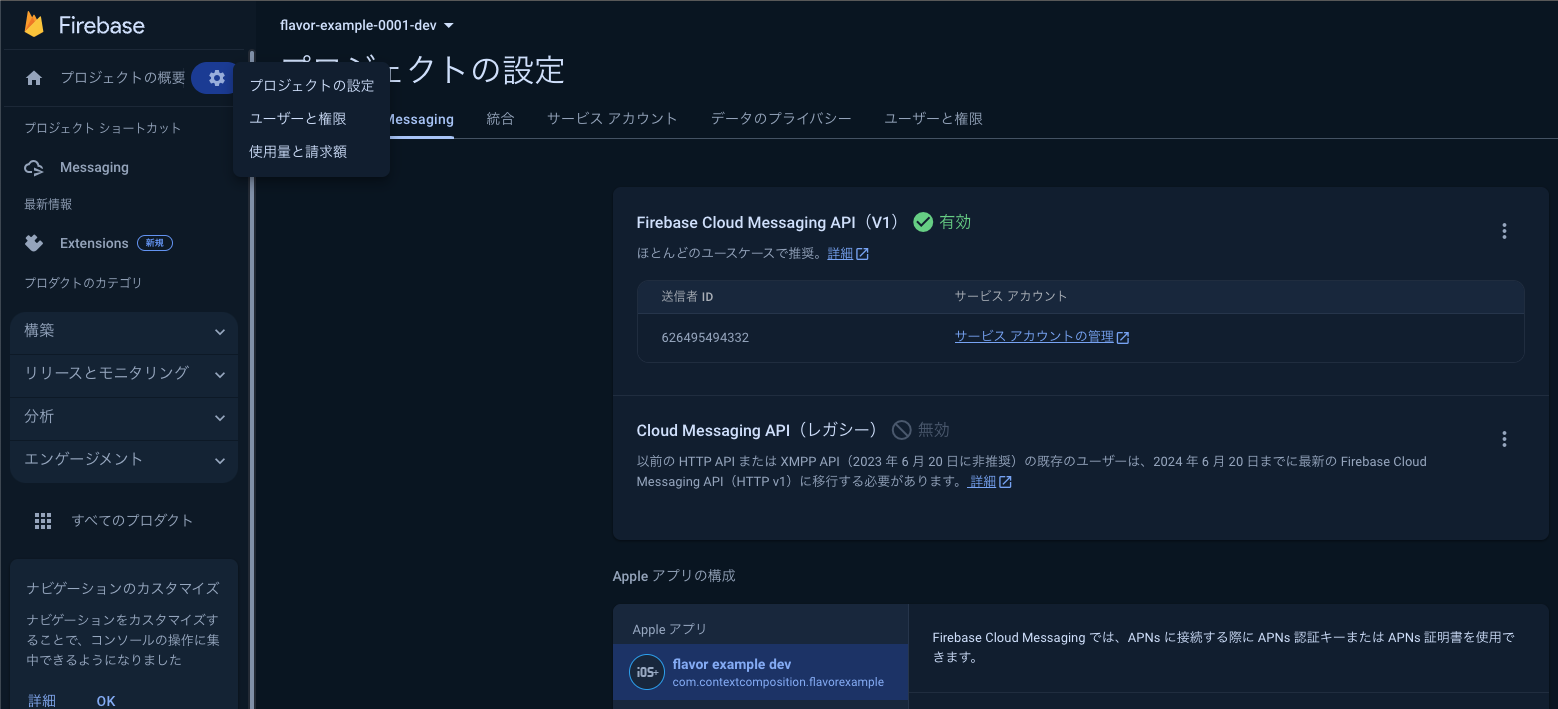 Firebase
flavor-example-0001-dev
プロジェクトの設定
プロジェクトの概要
プロジェクトの設定
ユーザーと権限
使用量と請求額
Messaging
統合
サービス アカウント
データのプライバシー
ユーザーと権限
プロジェクト ショートカット
Messaging
最新情報
Extensions 新規
プロダクトのカテゴリ
構築
リリースとモニタリング
分析
エンゲージメント
すべてのプロダクト
ナビゲーションのカスタマイズ
ナビゲーションをカスタマイズす
ることで、コンソールの操作に集
中できるようになりました
詳細 OK
Firebase Cloud Messaging API（V1） 有効
ほとんどのユースケースで推奨。詳細
送信者 ID サービス アカウント
626495494332 サービス アカウントの管理
Cloud Messaging API（レガシー） 無効
以前の HTTP API または XMPP API（2023 年 6 月 20 日に非推奨）の既存のユーザーは、2024 年 6 月 20 日までに最新の Firebase Cloud
Messaging API（HTTP v1）に移行する必要があります。 詳細
Apple アプリの構成
Apple アプリ
iOS+
flavor example dev
com.contextcomposition.flavorexample
Firebase Cloud Messaging では、APNs に接続する際に APNs 認証キーまたは APNs 証明書を使用で
きます。